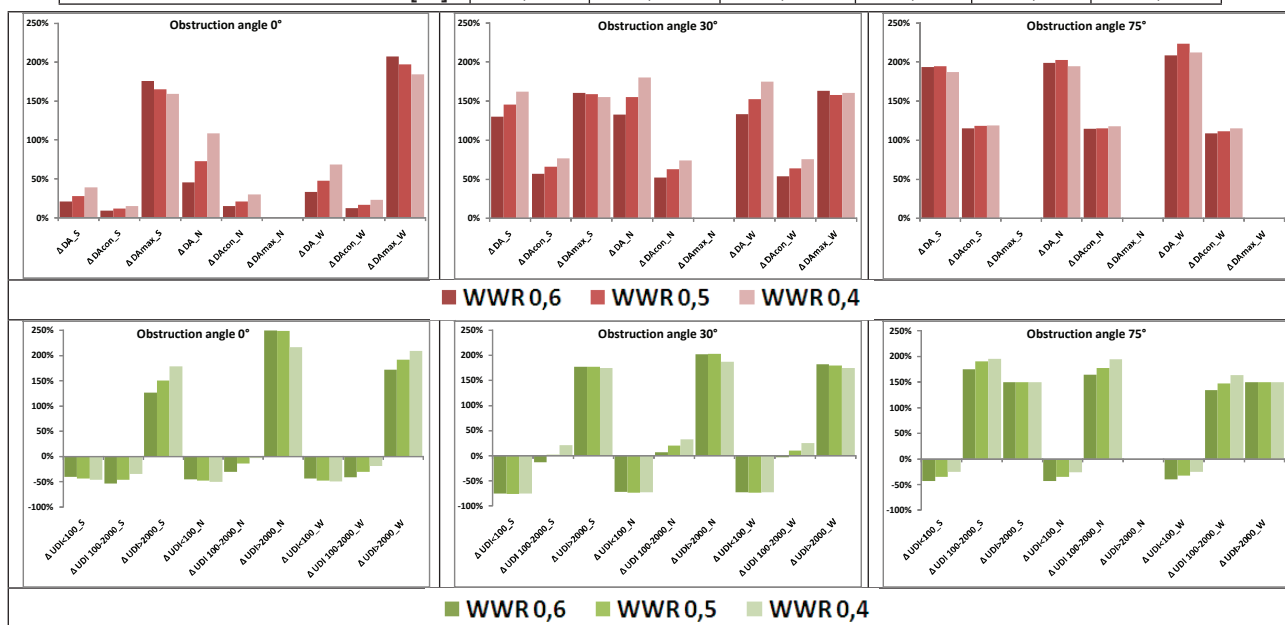 Obstruction angle 0°
250%
200%
150%
100%
50%
0%
Δ DA_S
Δ DAcon_S
Δ DAmax_S
Δ DA_N
Δ DAcon_N
Δ DAmax_N
Δ DA_W
Δ DAcon_W
Δ DAmax_W
Obstruction angle 30°
250%
200%
150%
100%
50%
0%
Δ DA_S
Δ DAcon_S
Δ DAmax_S
Δ DA_N
Δ DAcon_N
Δ DAmax_N
Δ DA_W
Δ DAcon_W
Δ DAmax_W
Obstruction angle 75°
250%
200%
150%
100%
50%
0%
Δ DA_S
Δ DAcon_S
Δ DAmax_S
Δ DA_N
Δ DAcon_N
Δ DAmax_N
Δ DA_W
Δ DAcon_W
Δ DAmax_W
WWR 0,6 WWR 0,5 WWR 0,4
Obstruction angle 0°
250%
200%
150%
100%
50%
0%
-50%
-100%
Δ UDI<100_S
Δ UDI 100-2000_S
Δ UDI>2000_S
Δ UDI<100_N
Δ UDI 100-2000_N
Δ UDI>2000_N
Δ UDI<100_W
Δ UDI 100-2000_W
Δ UDI>2000_W
Obstruction angle 30°
250%
200%
150%
100%
50%
0%
-50%
-100%
Δ UDI<100_S
Δ UDI 100-2000_S
Δ UDI>2000_S
Δ UDI<100_N
Δ UDI 100-2000_N
Δ UDI>2000_N
Δ UDI<100_W
Δ UDI 100-2000_W
Δ UDI>2000_W
Obstruction angle 75°
250%
200%
150%
100%
50%
0%
-50%
-100%
Δ UDI<100_S
Δ UDI 100-2000_S
Δ UDI>2000_S
Δ UDI<100_N
Δ UDI 100-2000_N
Δ UDI>2000_N
Δ UDI<100_W
Δ UDI 100-2000_W
Δ UDI>2000_W
WWR 0,6 WWR 0,5 WWR 0,4